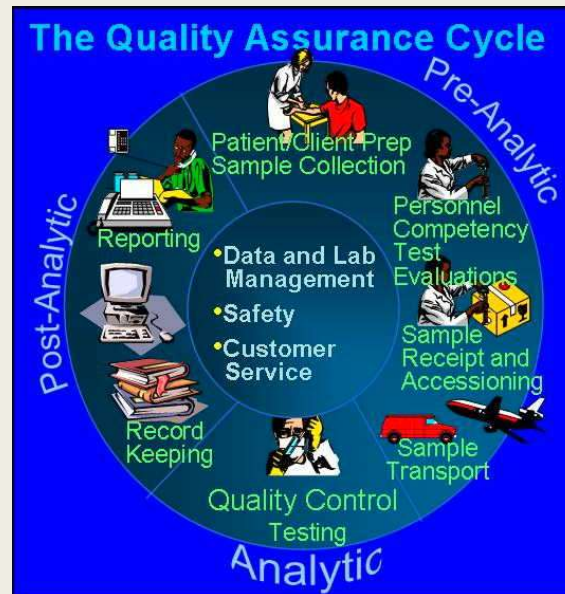 The Quality Assurance Cycle
Pre-Analytic
Patient/Client Prep
Sample Collection
Personnel
Competency
Test
Evaluations
Sample
Receipt and
Accessioning
Sample
Transport
Quality Control
Testing
Analytic
Record
Keeping
Reporting
Post-Analytic
•Data and Lab
Management
•Safety
•Customer
Service